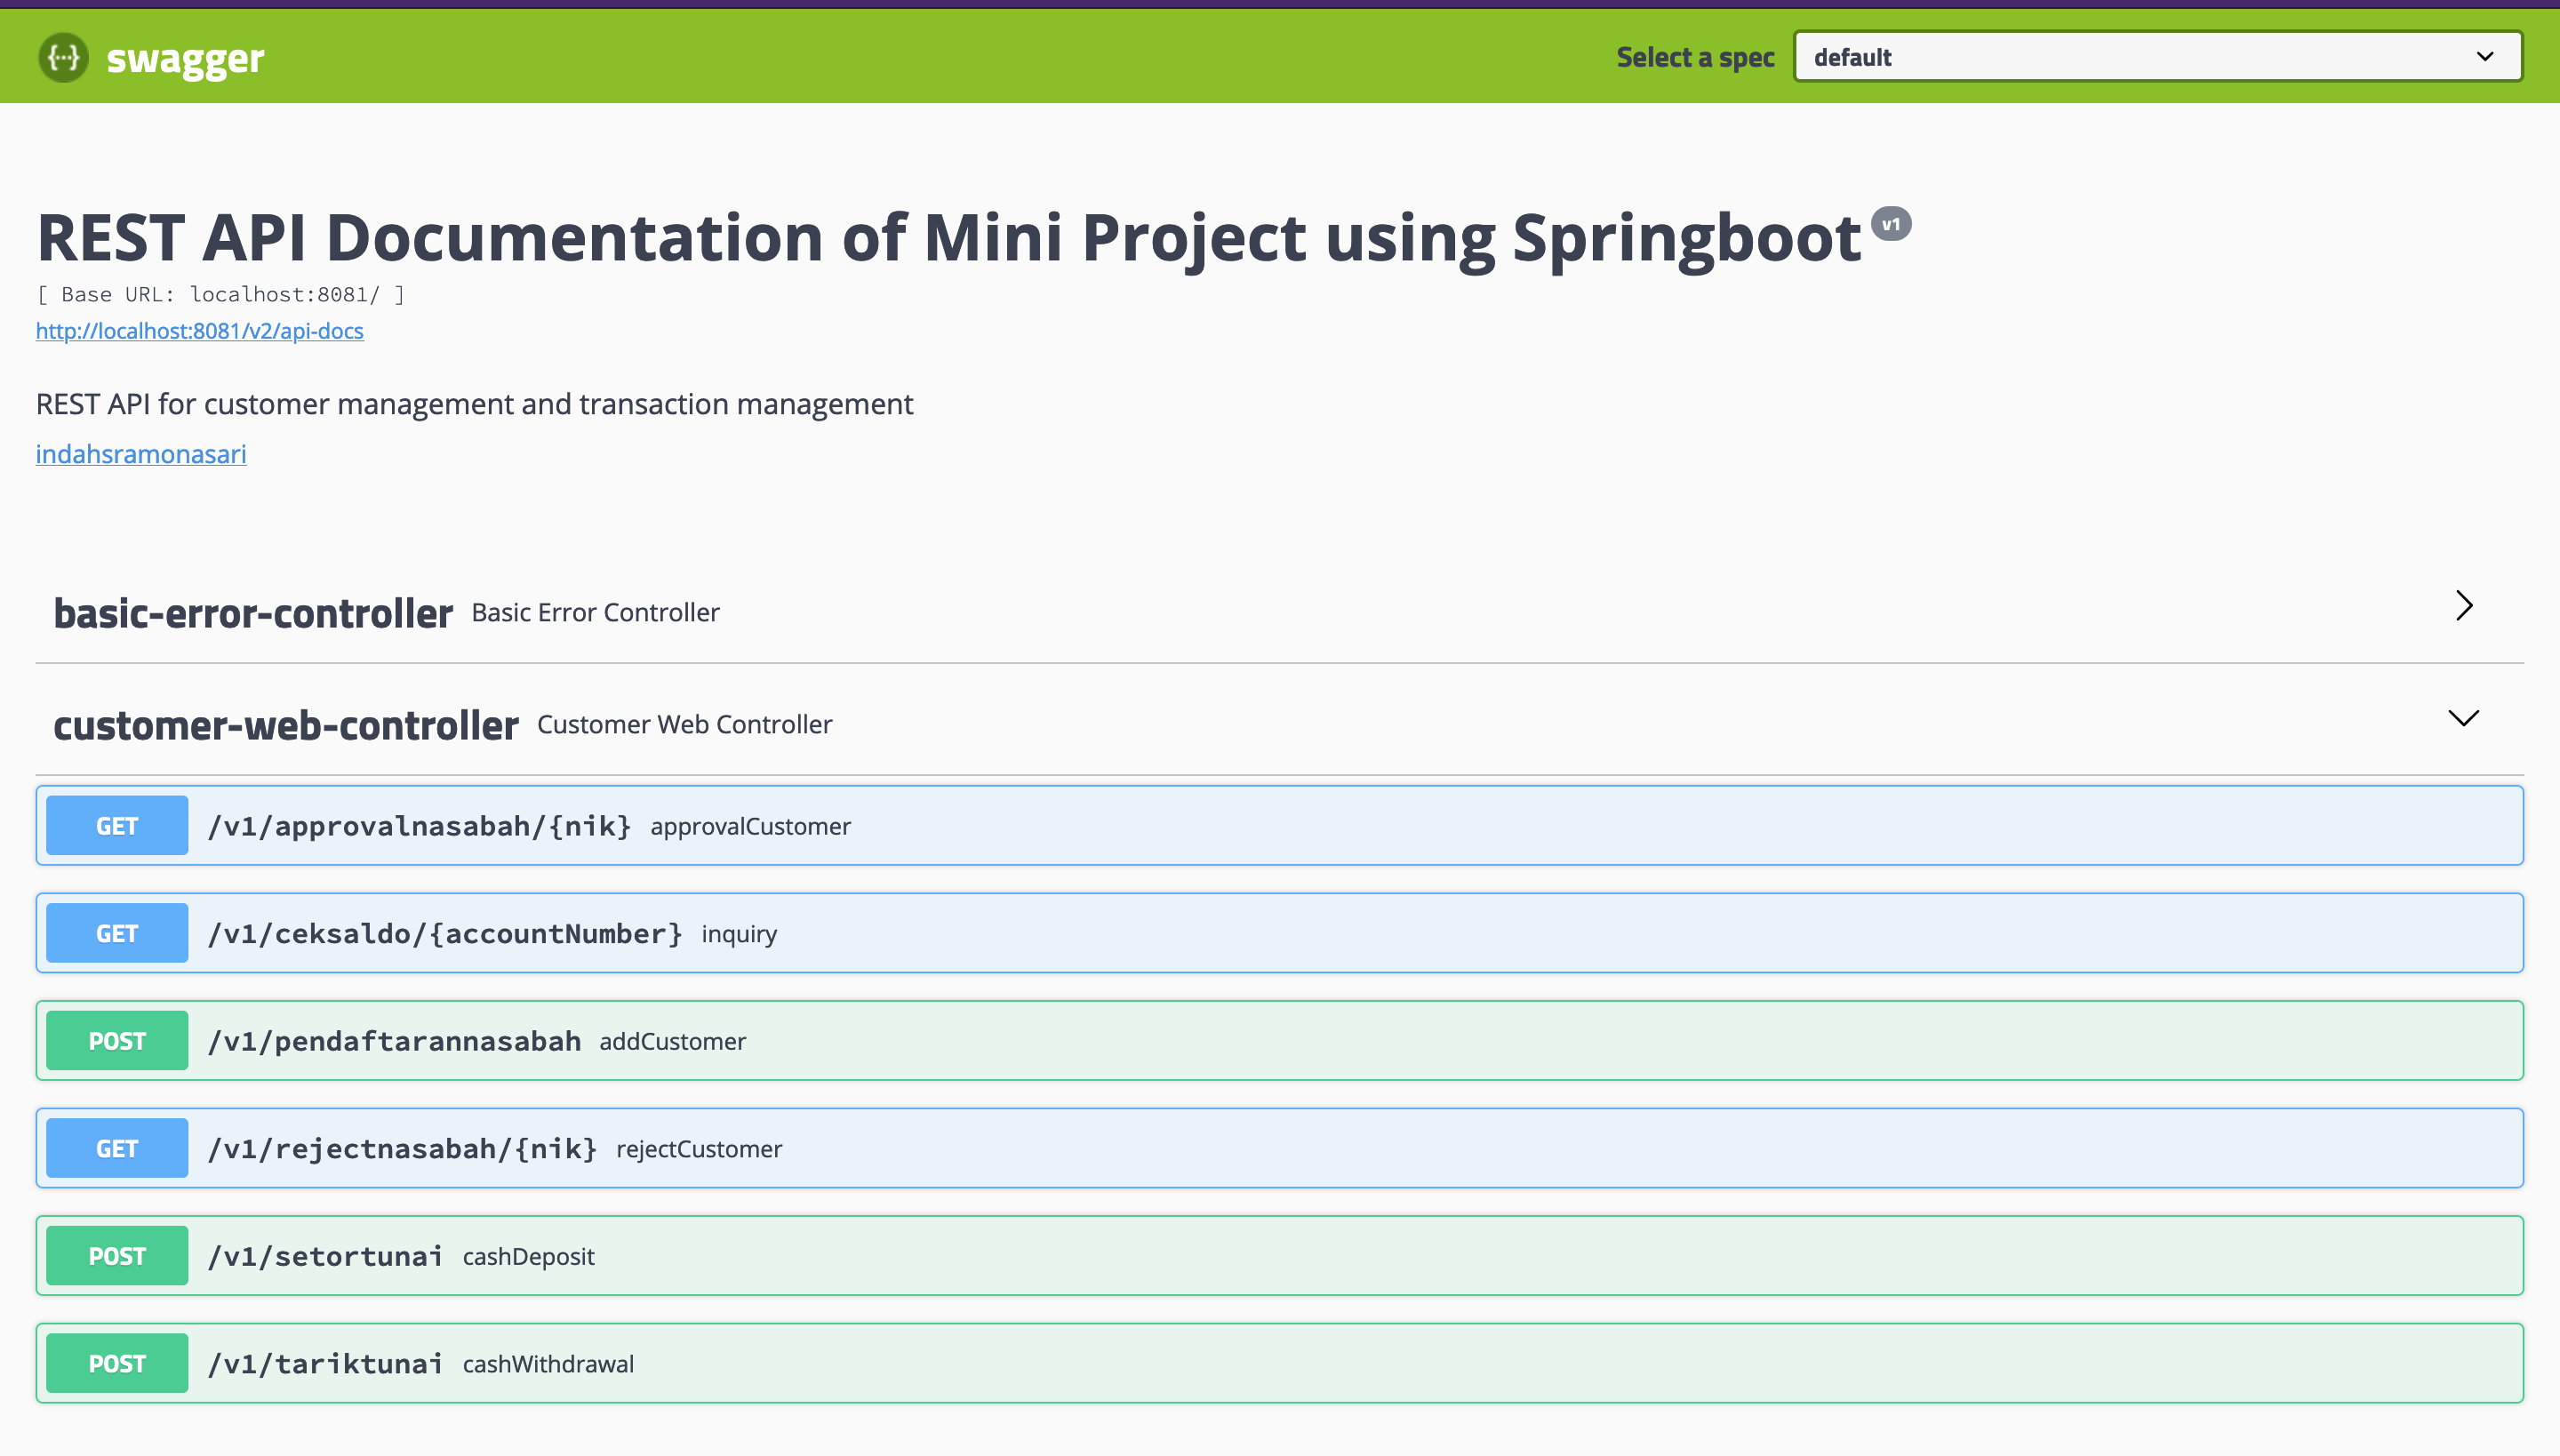 swagger
Select a spec default
REST API Documentation of Mini Project using Springboot v1
[ Base URL: localhost:8081/ ]
http://localhost:8081/v2/api-docs
REST API for customer management and transaction management
indahsramonasari
basic-error-controller Basic Error Controller
customer-web-controller Customer Web Controller
GET /v1/approvalnasabah/{nik} approvalCustomer
GET /v1/ceksaldo/{accountNumber} inquiry
POST /v1/pendaftarannasabah addCustomer
GET /v1/rejectnasabah/{nik} rejectCustomer
POST /v1/setortunai cashDeposit
POST /v1/tariktunai cashWithdrawal